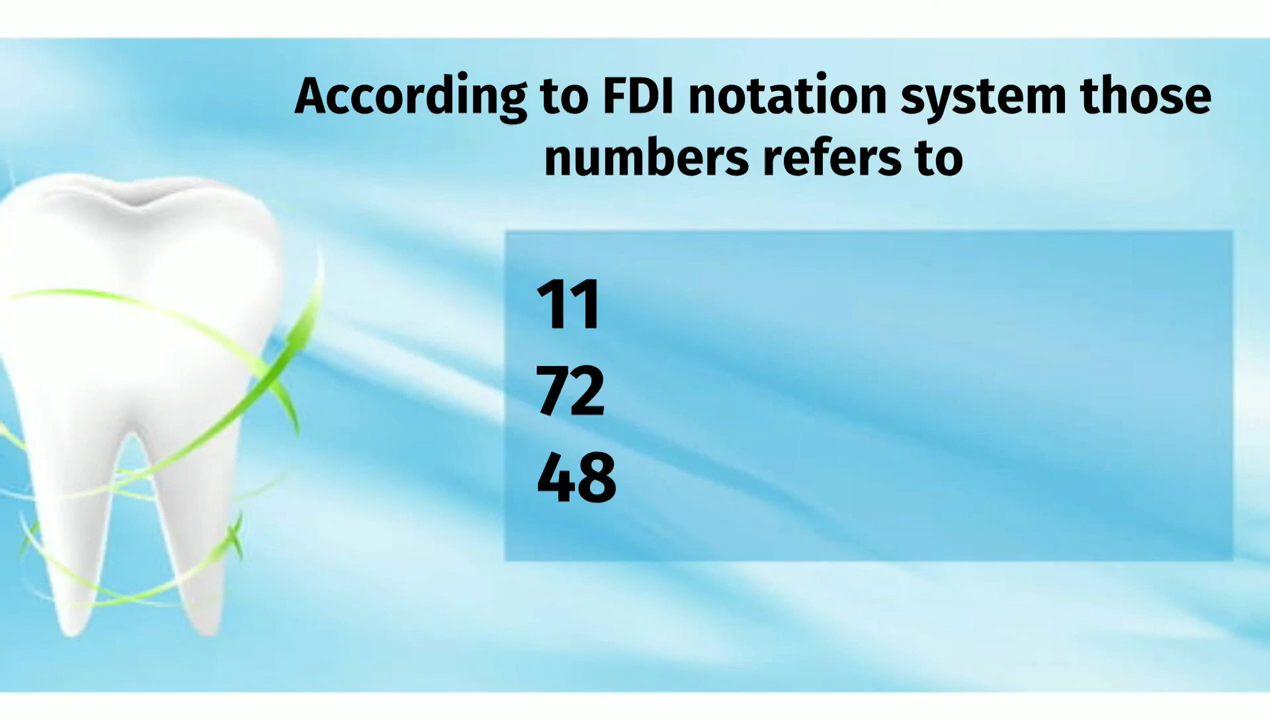 According to FDI notation system those
numbers refers to
11
72
48